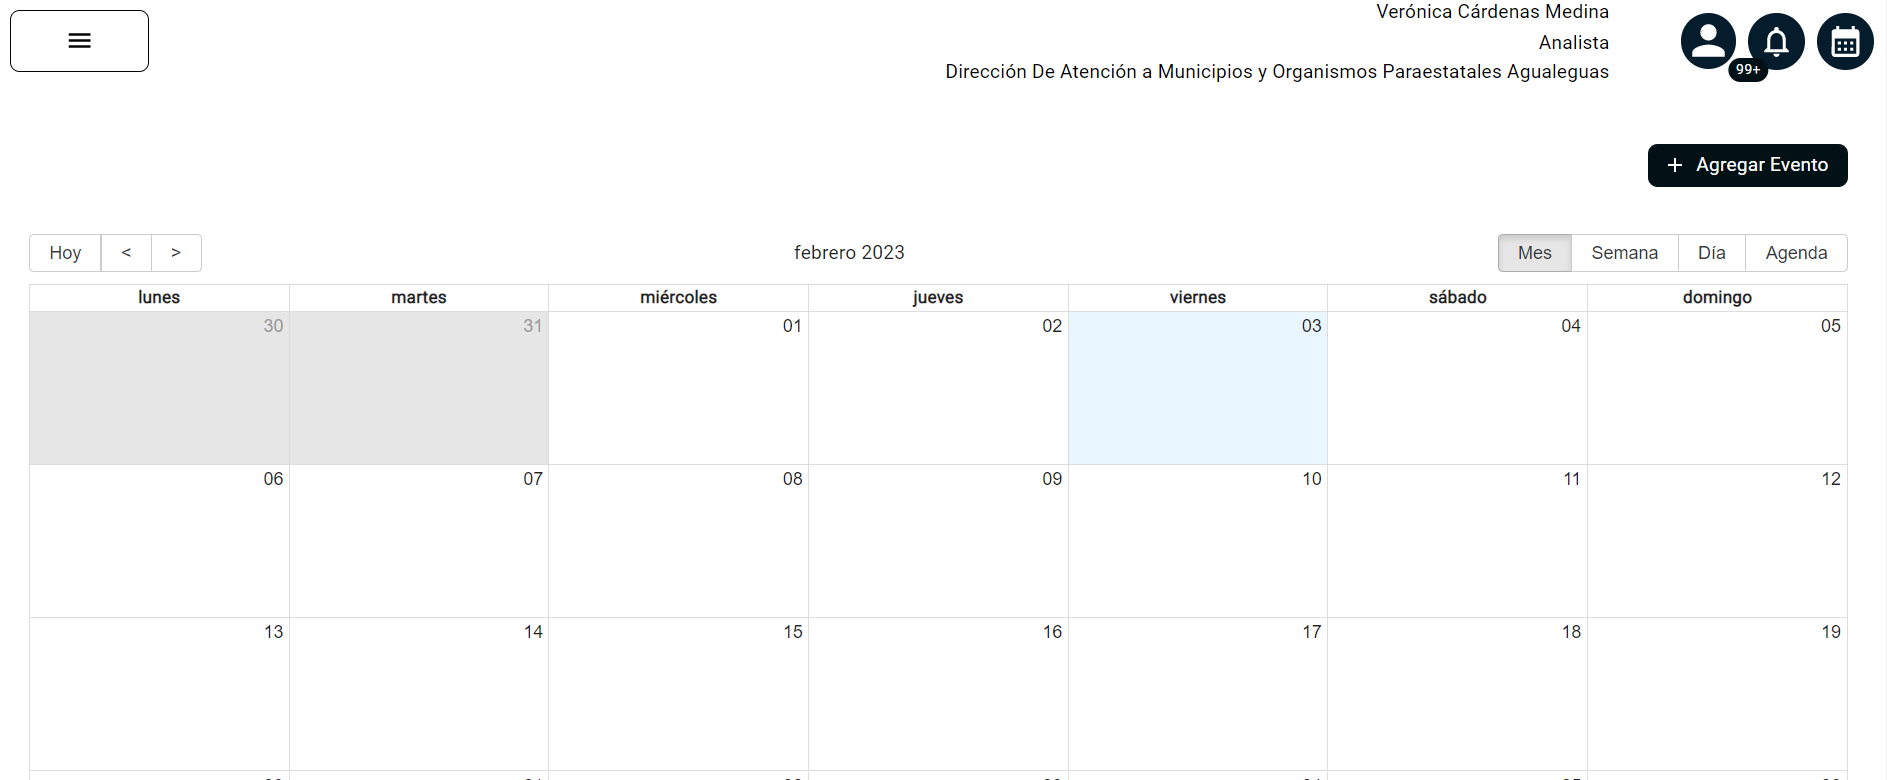 Verónica Cárdenas Medina
Analista
Dirección De Atención a Municipios y Organismos Paraestatales Agualeguas
99+
+ Agregar Evento
Hoy < > febrero 2023 Mes Semana Día Agenda
lunes martes miércoles jueves viernes sábado domingo
30 31 01 02 03 04 05
06 07 08 09 10 11 12
13 14 15 16 17 18 19